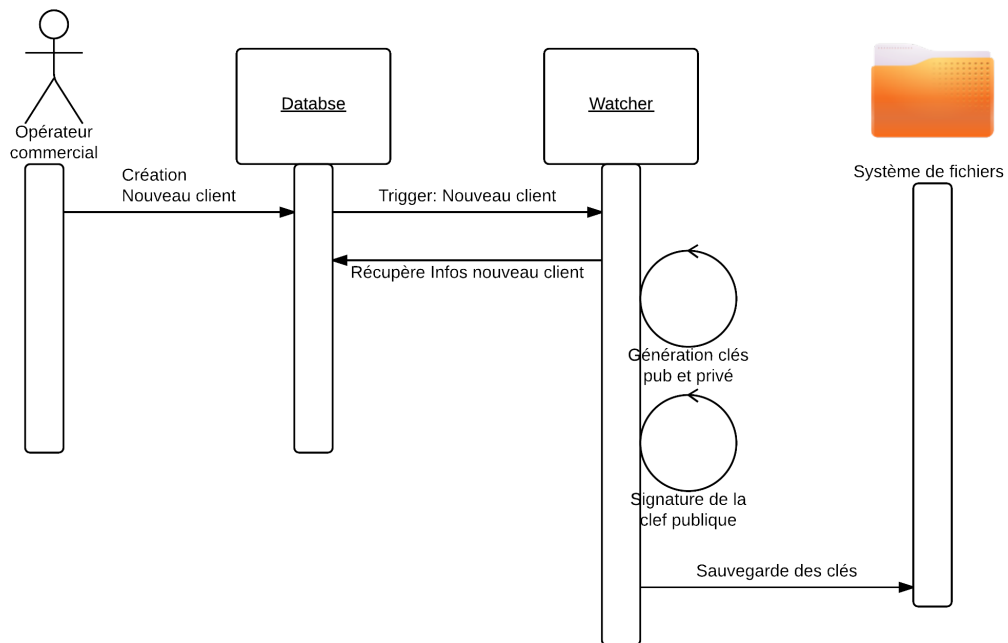 Opérateur
commercial
Databse
Watcher
Système de fichiers
Création
Nouveau client
Trigger: Nouveau client
Récupère Infos nouveau client
Génération clés
pub et privé
Signature de la
clef publique
Sauvegarde des clés